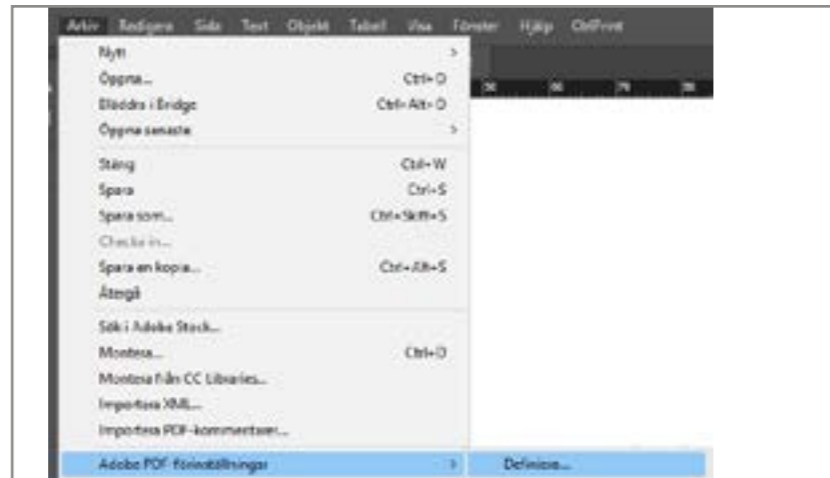 Arkiv Redigera Sida Text Objekt Tabell Visa Fönster Hjälp
Nytt >
Öppna... Ctrl+O
Bläddra i Bridge Ctrl+Alt+O
Öppna senaste >
Stäng Ctrl+W
Spara Ctrl+S
Spara som... Ctrl+Skift+S
Checka in...
Spara en kopia... Ctrl+Alt+S
Återgå
Sök i Adobe Stock...
Montera... Ctrl+D
Montera från CC Libraries...
Importera XML...
Importera PDF-kommentarer...
Adobe PDF-förinställningar > Definiera...